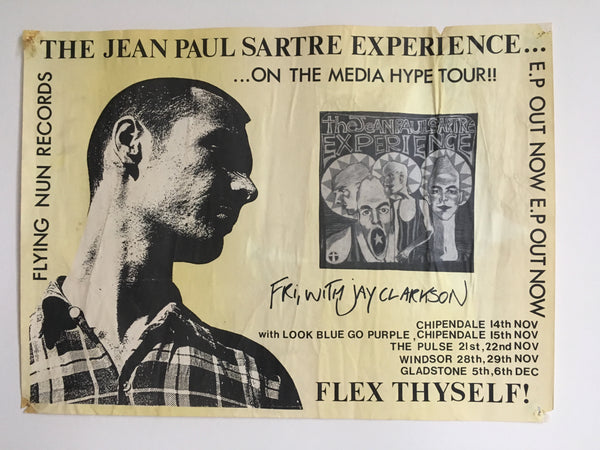 THE JEAN PAUL SARTRE EXPERIENCE...
...ON THE MEDIA HYPE TOUR!!
FLYING NUN RECORDS
E.P OUT NOW E.P OUT NOW
the JEAN PAUL SARTRE
EXPERIENCE
FRI, WITH JAY CLARKSON
CHIPENDALE 14th NOV
with LOOK BLUE GO PURPLE, CHIPENDALE 15th NOV
THE PULSE 21st, 22nd NOV
WINDSOR 28th, 29th NOV
GLADSTONE 5th, 6th DEC
FLEX THYSELF!